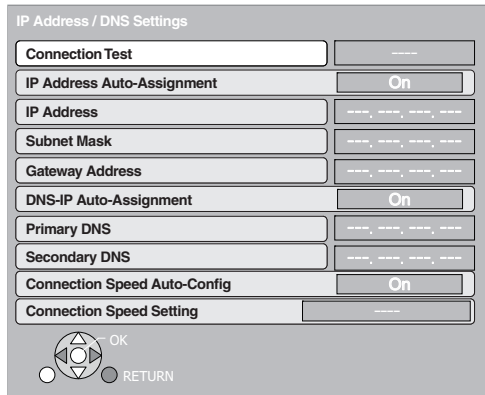 IP Address / DNS Settings
Connection Test ----
IP Address Auto-Assignment On
IP Address ---. ---. ---. ---
Subnet Mask ---. ---. ---. ---
Gateway Address ---. ---. ---. ---
DNS-IP Auto-Assignment On
Primary DNS ---. ---. ---. ---
Secondary DNS ---. ---. ---. ---
Connection Speed Auto-Config On
Connection Speed Setting ----
OK
RETURN